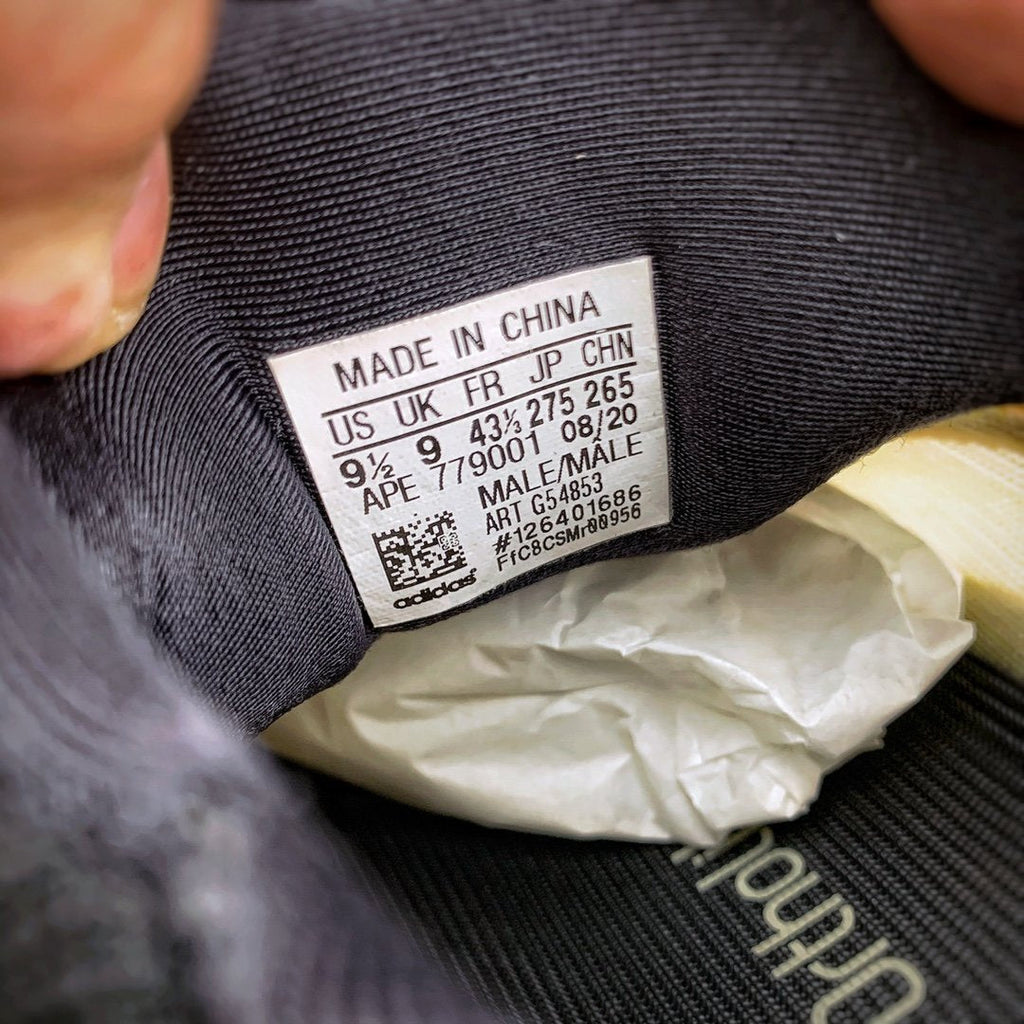 MADE IN CHINA
US UK FR JP CHN
9½ 9 43⅓ 275 265
APE 779001 08/20
MALE/MÂLE
ART G54853
#126401686
FfC8CSMr00956
adidas